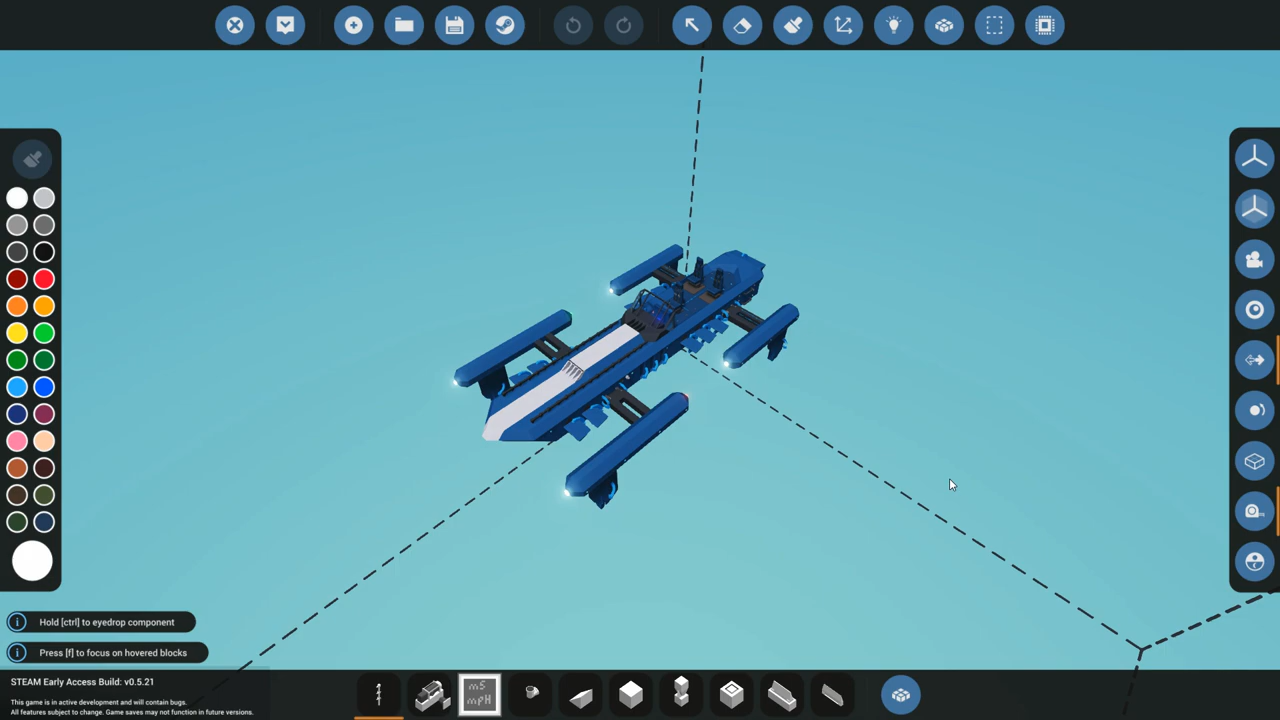 Hold [ctrl] to eyedrop component
Press [f] to focus on hovered blocks
STEAM Early Access Build: v0.5.21
This game is in active development and will contain bugs.
All features subject to change. Game saves may not function in future versions.
mS
mPH